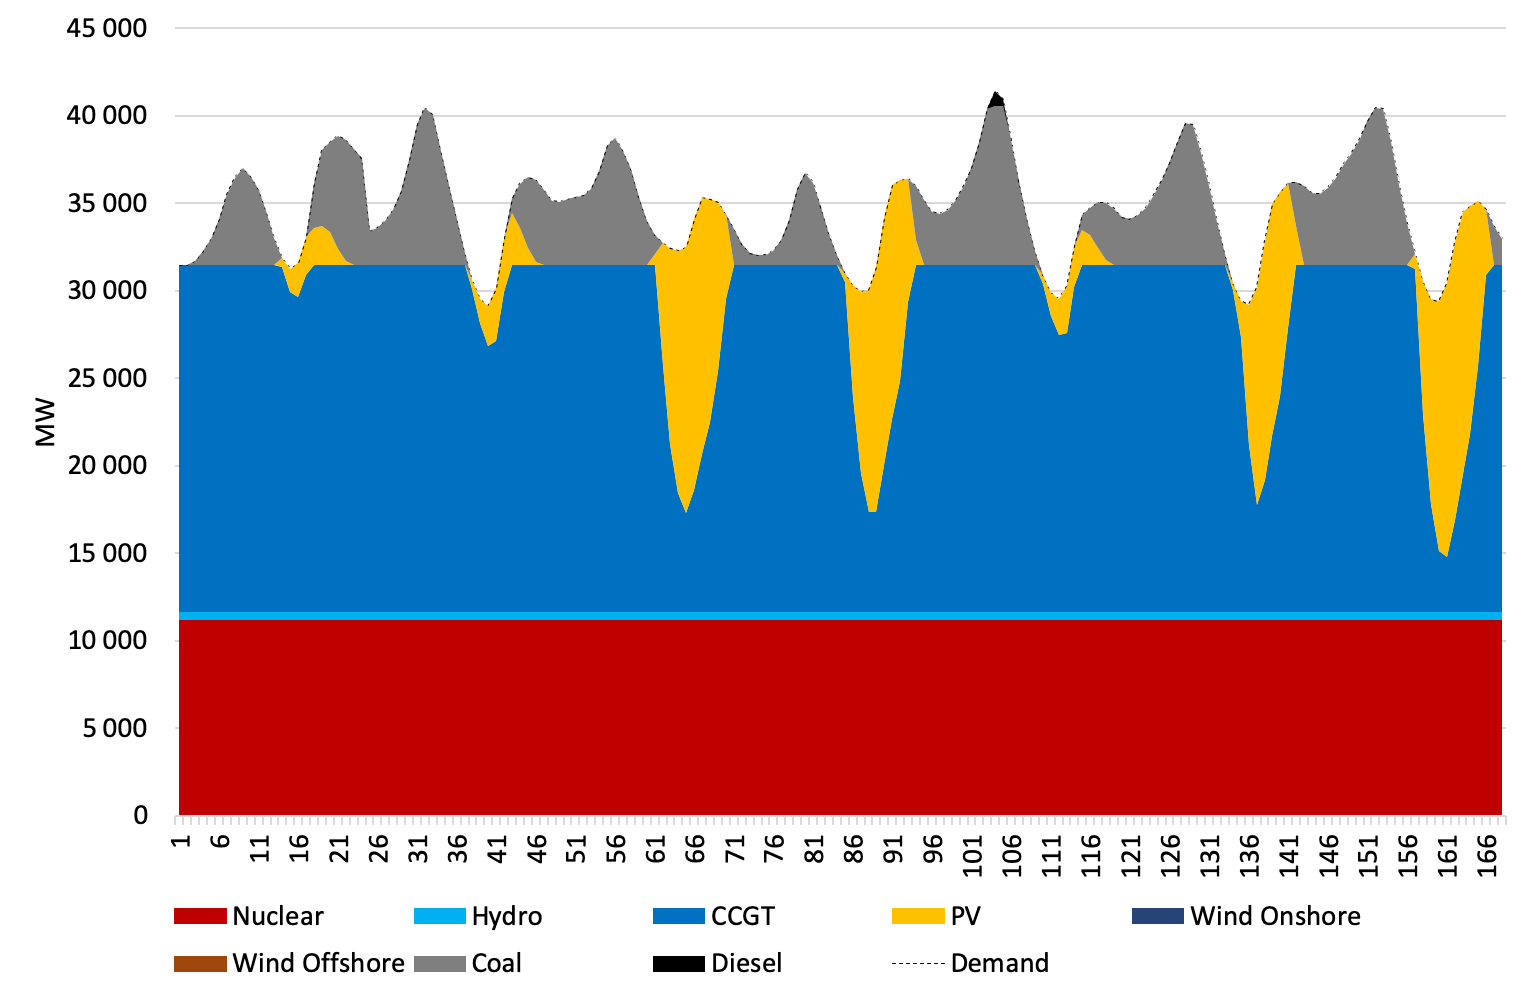 45 000
40 000
35 000
30 000
25 000
20 000
15 000
10 000
5 000
0
MW
1 6 11 16 21 26 31 36 41 46 51 56 61 66 71 76 81 86 91 96 101 106 111 116 121 126 131 136 141 146 151 156 161 166
Nuclear Hydro CCGT PV Wind Onshore
Wind Offshore Coal Diesel Demand